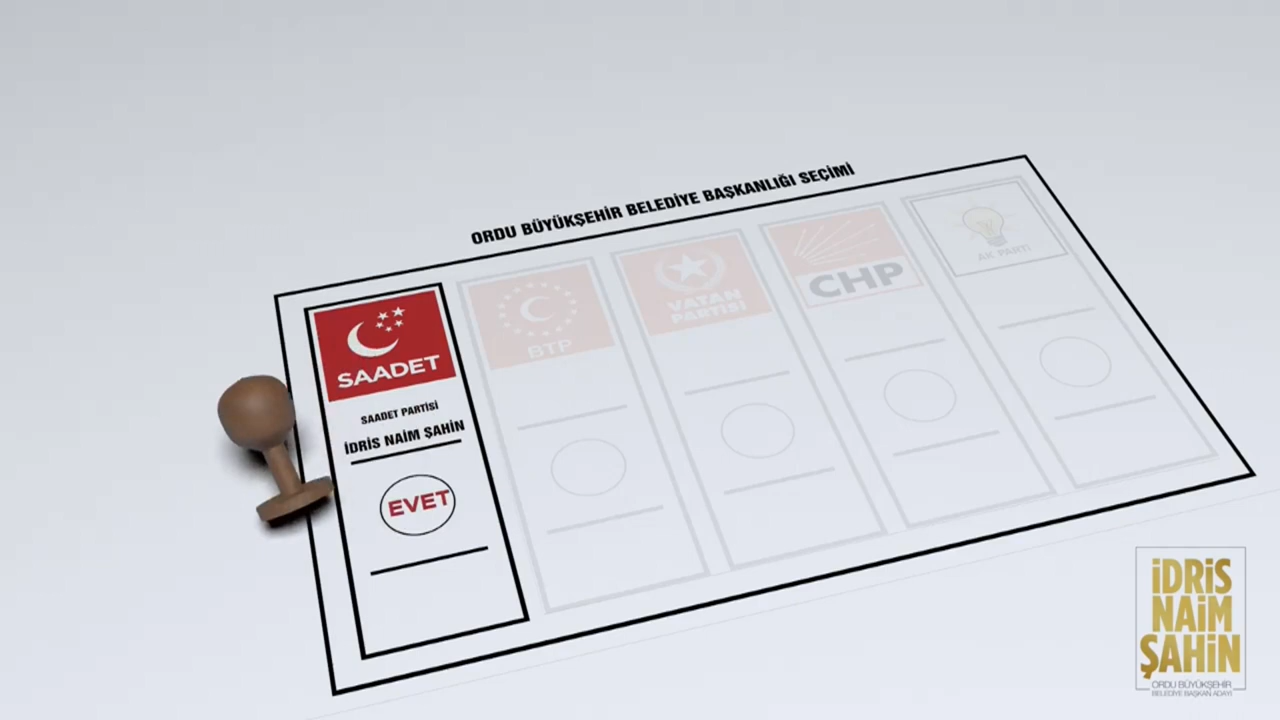 ORDU BÜYÜKŞEHİR BELEDİYE BAŞKANLIĞI SEÇİMİ
SAADET
SAADET PARTİSİ
İDRİS NAİM ŞAHİN
EVET
BTP
VATAN
PARTİSİ
CHP
AK PARTİ
İDRİS
NAİM
ŞAHİN
ORDU BÜYÜKŞEHİR
BELEDİYE BAŞKAN ADAYI